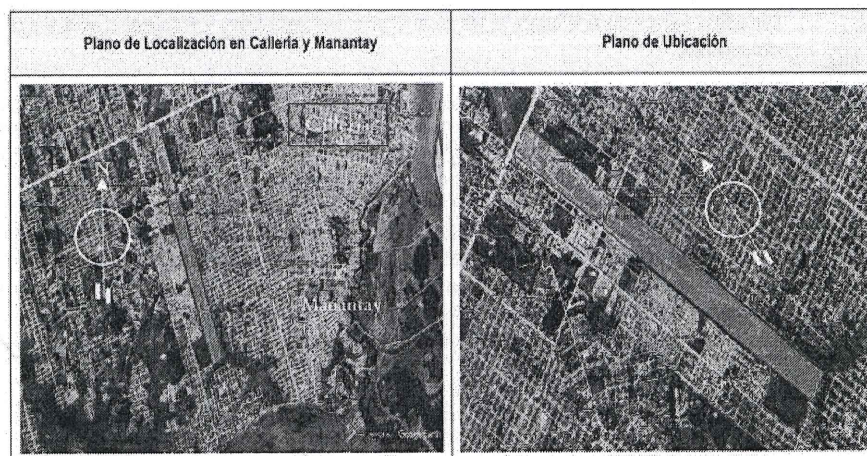 Plano de Localización en Callería y Manantay
Plano de Ubicación
N
Manantay